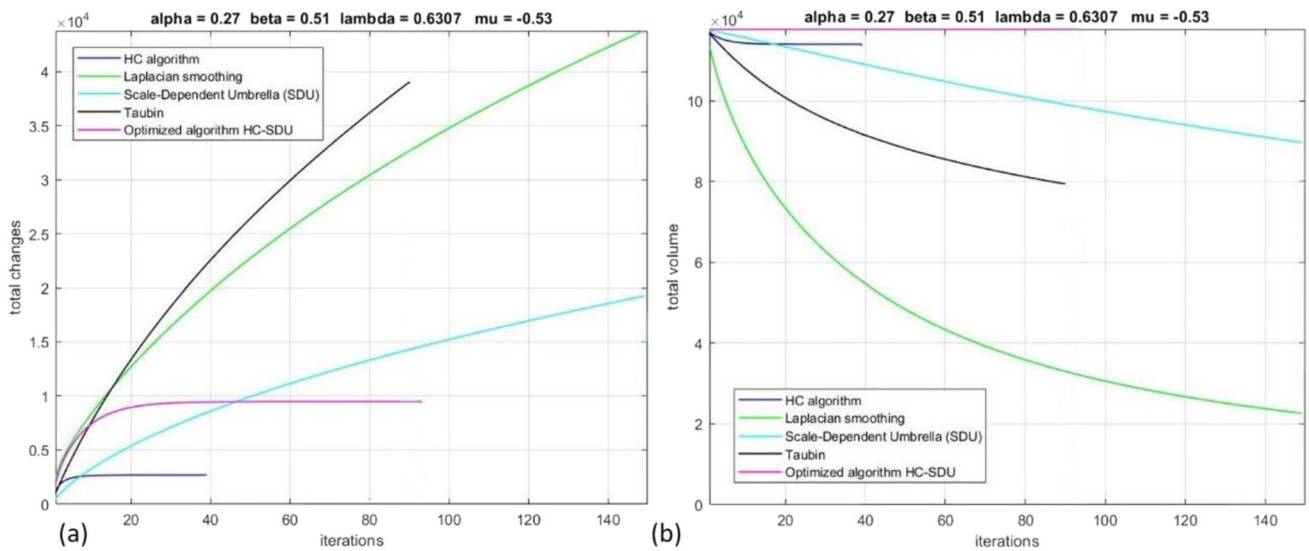 ×10⁴ alpha = 0.27 beta = 0.51 lambda = 0.6307 mu = -0.53
HC algorithm
Laplacian smoothing
Scale-Dependent Umbrella (SDU)
Taubin
Optimized algorithm HC-SDU
total changes
4
3.5
3
2.5
2
1.5
1
0.5
0
20 40 60 80 100 120 140
iterations
(a)
×10⁴ alpha = 0.27 beta = 0.51 lambda = 0.6307 mu = -0.53
total volume
10
8
6
4
2
0
HC algorithm
Laplacian smoothing
Scale-Dependent Umbrella (SDU)
Taubin
Optimized algorithm HC-SDU
20 40 60 80 100 120 140
iterations
(b)